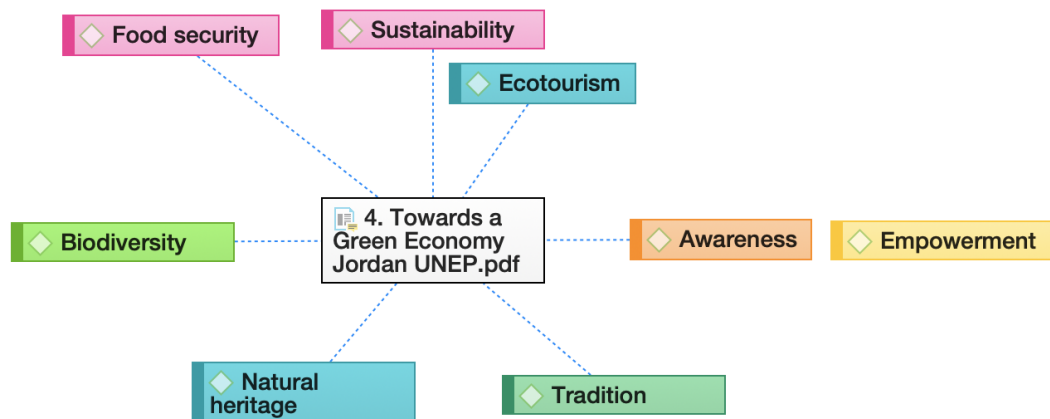 Sustainability
Food security
Ecotourism
4. Towards a
Green Economy
Jordan UNEP.pdf
Biodiversity
Awareness
Empowerment
Natural
heritage
Tradition